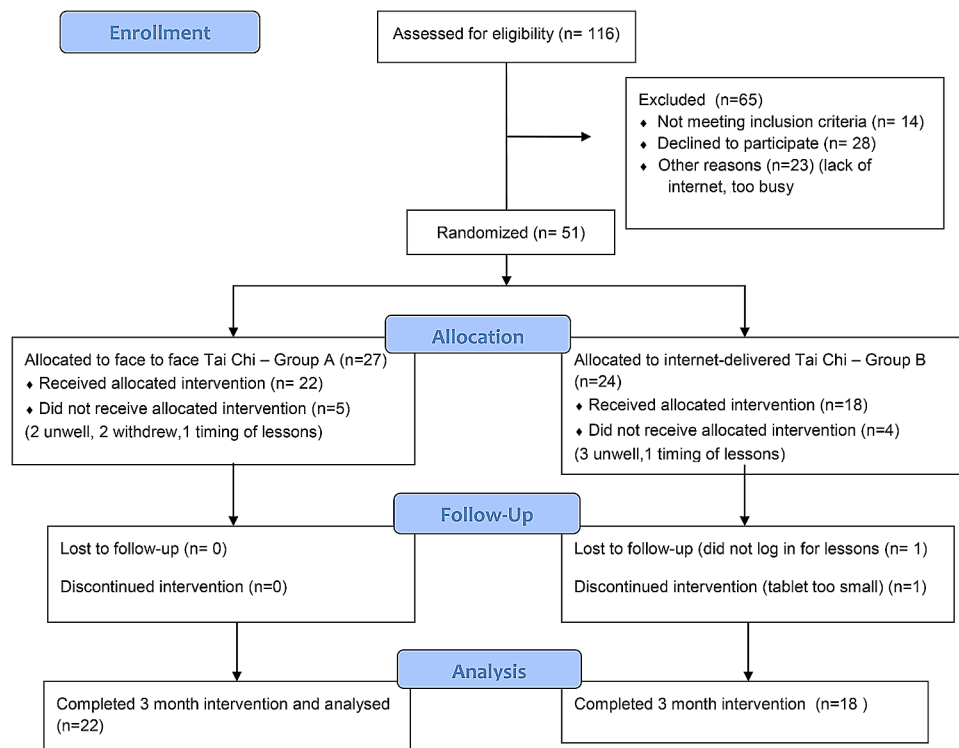 Enrollment
Assessed for eligibility (n= 116)
Excluded (n=65)
♦ Not meeting inclusion criteria (n= 14)
♦ Declined to participate (n= 28)
♦ Other reasons (n=23) (lack of
internet, too busy
Randomized (n= 51)
Allocation
Allocated to face to face Tai Chi – Group A (n=27)
♦ Received allocated intervention (n= 22)
♦ Did not receive allocated intervention (n=5)
(2 unwell, 2 withdrew,1 timing of lessons)
Allocated to internet-delivered Tai Chi – Group B
(n=24)
♦ Received allocated intervention (n=18)
♦ Did not receive allocated intervention (n=4)
(3 unwell,1 timing of lessons)
Follow-Up
Lost to follow-up (n= 0)
Discontinued intervention (n=0)
Lost to follow-up (did not log in for lessons (n= 1)
Discontinued intervention (tablet too small) (n=1)
Analysis
Completed 3 month intervention and analysed
(n=22)
Completed 3 month intervention (n=18 )